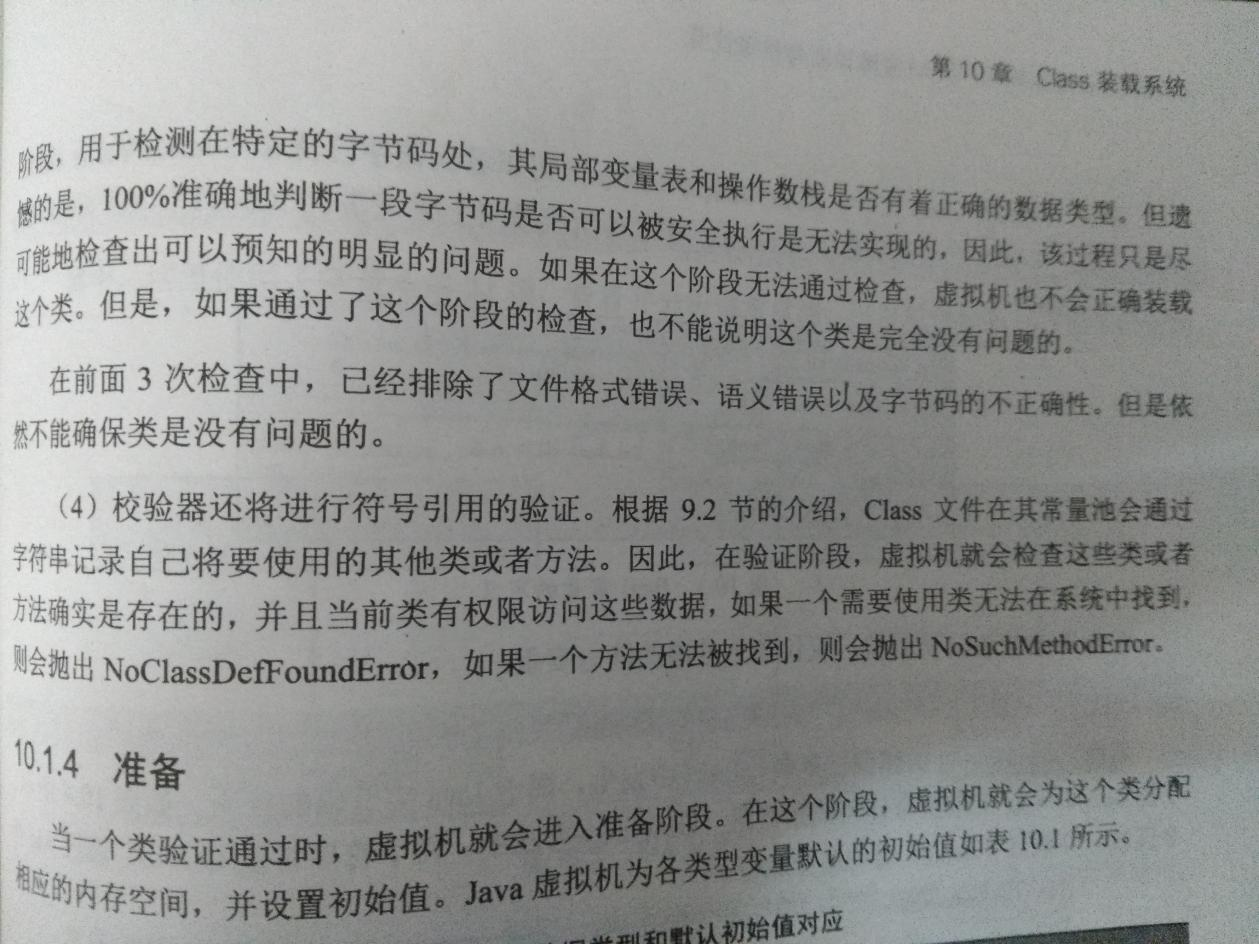 第 10 章 Class 装载系统
阶段，用于检测在特定的字节码处，其局部变量表和操作数栈是否有着正确的数据类型。但遗
憾的是，100%准确地判断一段字节码是否可以被安全执行是无法实现的，因此，该过程只是尽
可能地检查出可以预知的明显的问题。如果在这个阶段无法通过检查，虚拟机也不会正确装载
这个类。但是，如果通过了这个阶段的检查，也不能说明这个类是完全没有问题的。
在前面 3 次检查中，已经排除了文件格式错误、语义错误以及字节码的不正确性。但是依
然不能确保类是没有问题的。
（4）校验器还将进行符号引用的验证。根据 9.2 节的介绍，Class 文件在其常量池会通过
字符串记录自己将要使用的其他类或者方法。因此，在验证阶段，虚拟机就会检查这些类或者
方法确实是存在的，并且当前类有权限访问这些数据，如果一个需要使用类无法在系统中找到，
则会抛出 NoClassDefFoundError，如果一个方法无法被找到，则会抛出 NoSuchMethodError。
10.1.4 准备
当一个类验证通过时，虚拟机就会进入准备阶段。在这个阶段，虚拟机就会为这个类分配
相应的内存空间，并设置初始值。Java 虚拟机为各类型变量默认的初始值如表 10.1 所示。
类型和默认初始值对应